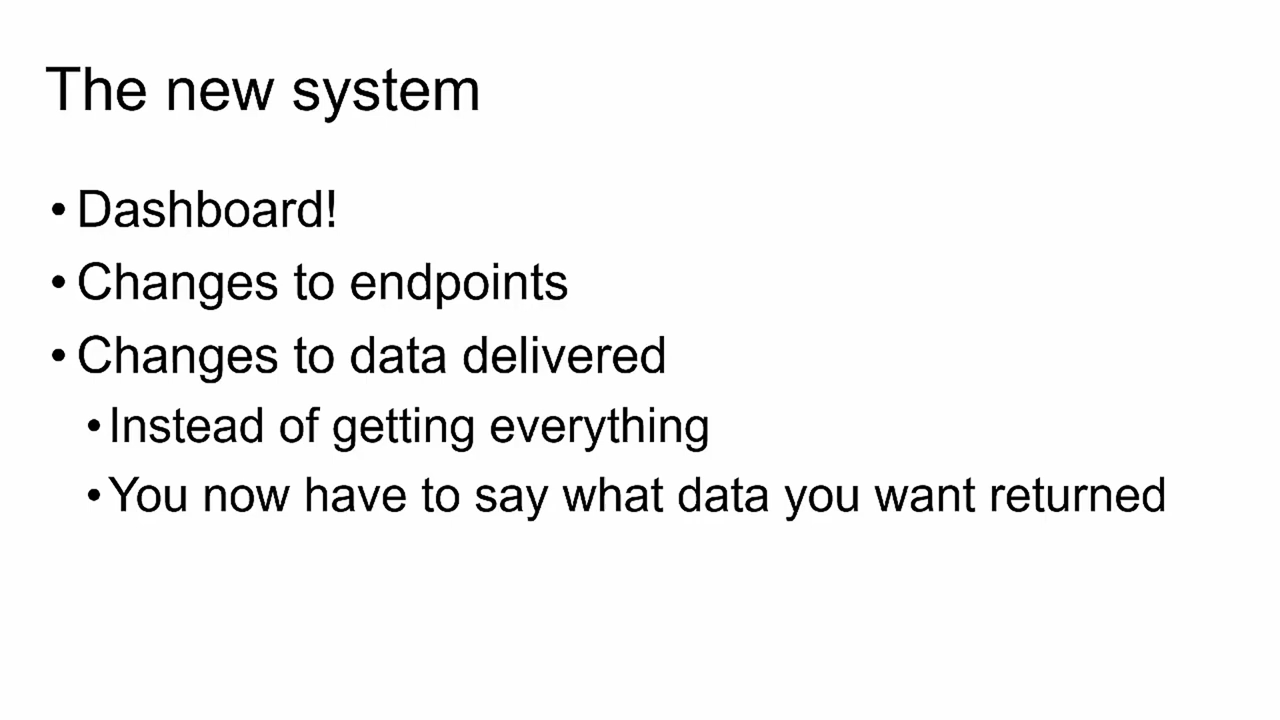 The new system
• Dashboard!
• Changes to endpoints
• Changes to data delivered
• Instead of getting everything
• You now have to say what data you want returned